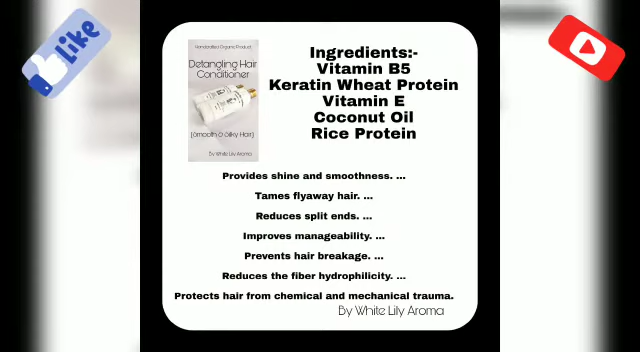 Like
Handcrafted Organic Product
Detangling Hair
Conditioner
(Smooth & Silky Hair)
By White Lily Aroma
Ingredients:-
Vitamin B5
Keratin Wheat Protein
Vitamin E
Coconut Oil
Rice Protein
Provides shine and smoothness. ...
Tames flyaway hair. ...
Reduces split ends. ...
Improves manageability. ...
Prevents hair breakage. ...
Reduces the fiber hydrophilicity. ...
Protects hair from chemical and mechanical trauma.
By White Lily Aroma